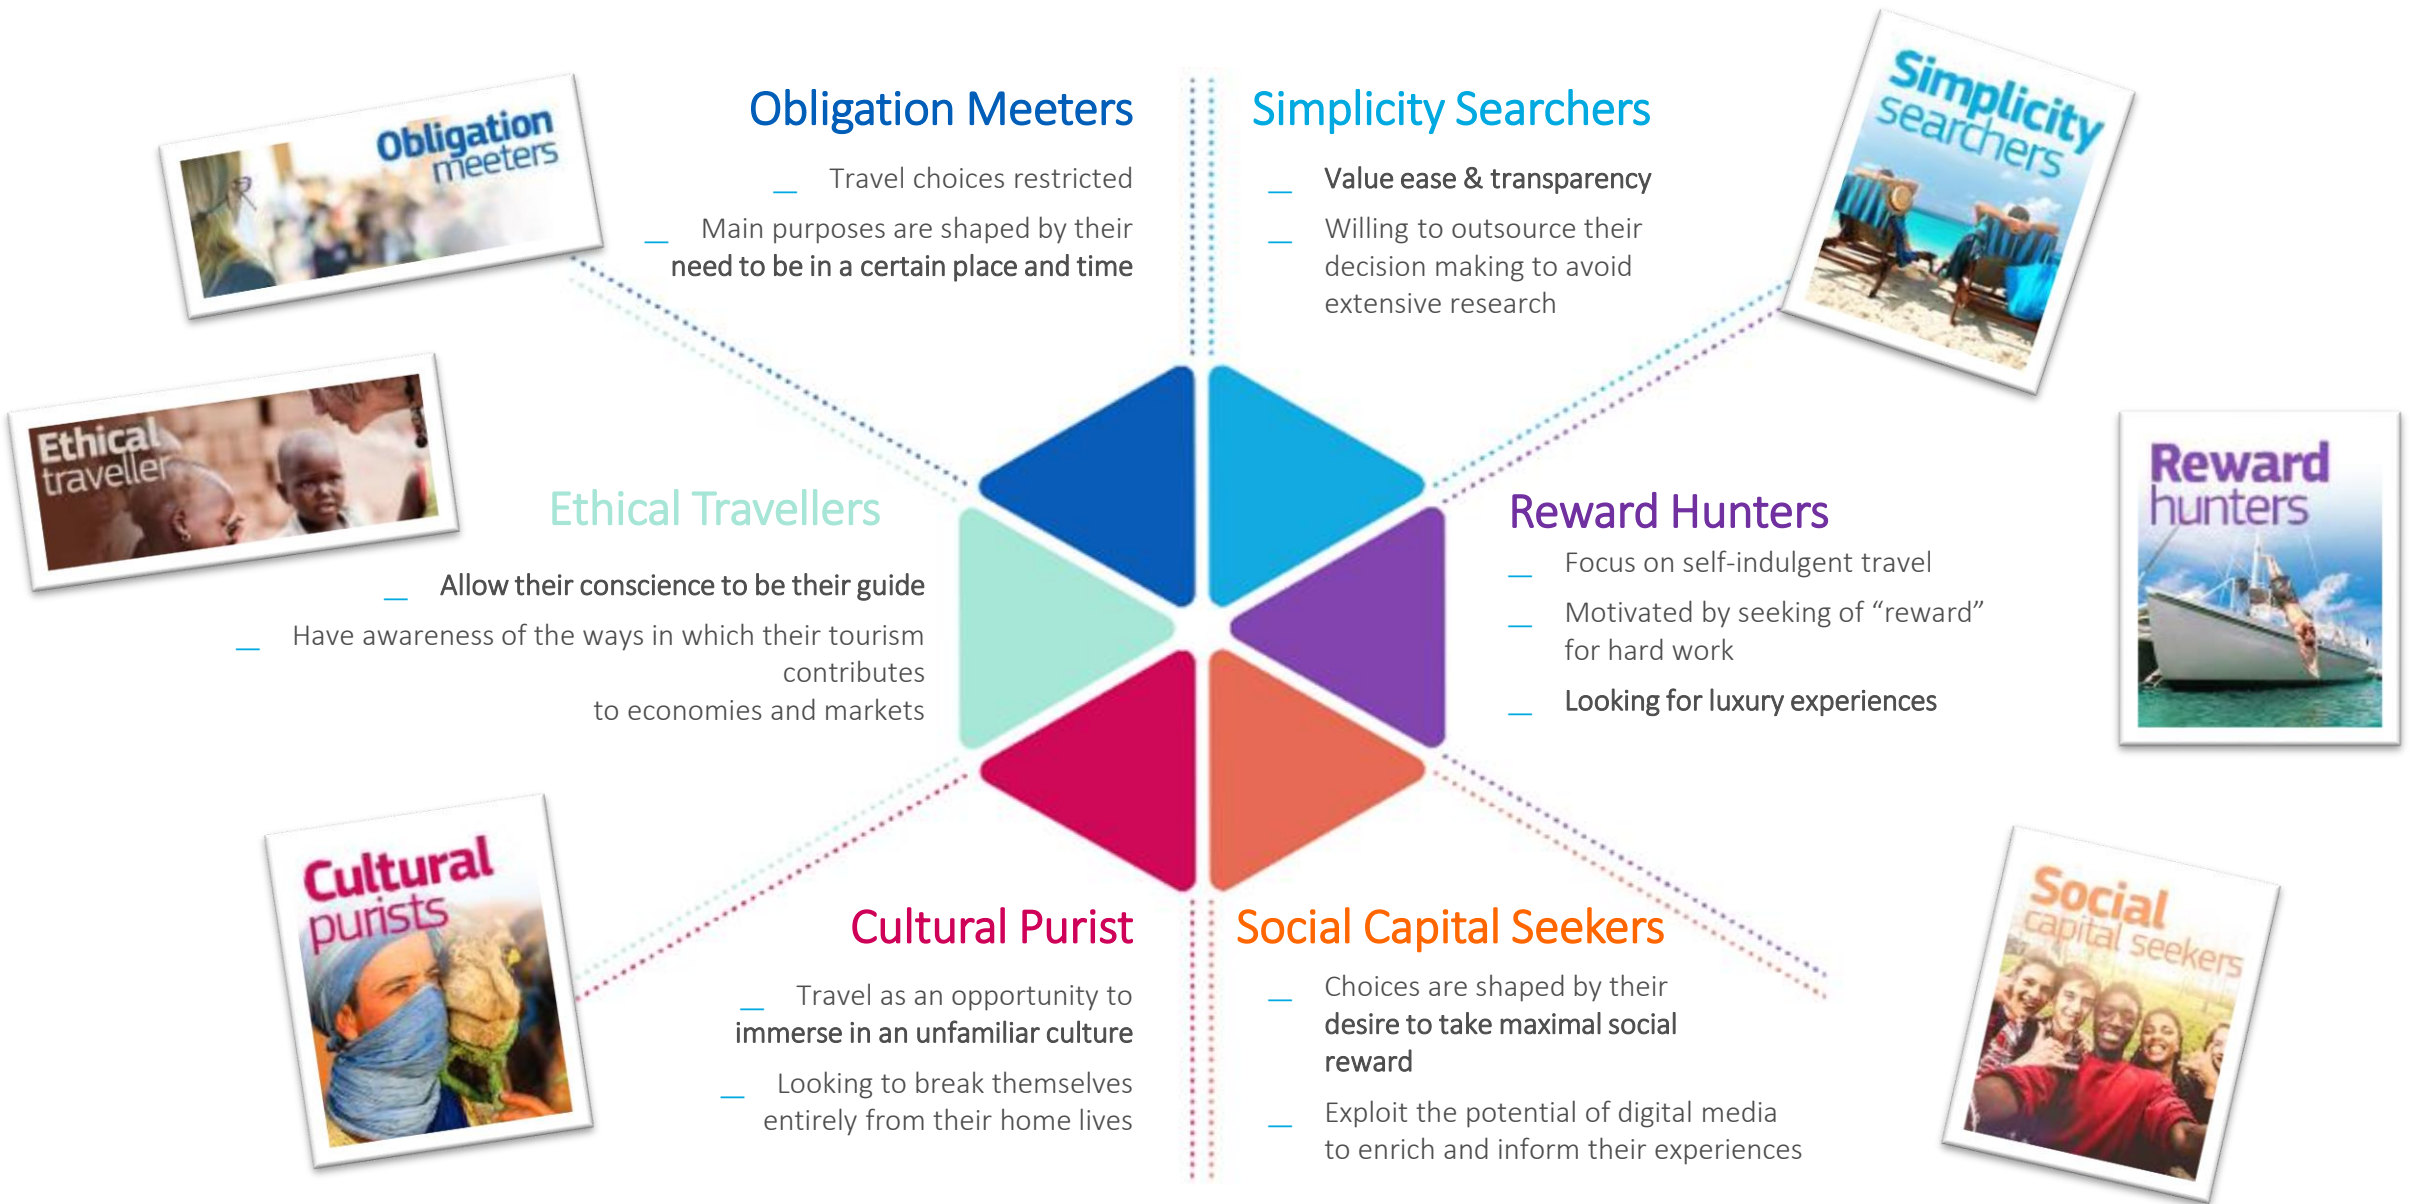 Obligation
meeters
Obligation Meeters
Travel choices restricted
Main purposes are shaped by their
need to be in a certain place and time
Simplicity Searchers
Value ease & transparency
Willing to outsource their
decision making to avoid
extensive research
Simplicity
searchers
Ethical
traveller
Ethical Travellers
Allow their conscience to be their guide
Have awareness of the ways in which their tourism
contributes
to economies and markets
Reward Hunters
Focus on self-indulgent travel
Motivated by seeking of “reward”
for hard work
Looking for luxury experiences
Reward
hunters
Cultural
purists
Cultural Purist
Travel as an opportunity to
immerse in an unfamiliar culture
Looking to break themselves
entirely from their home lives
Social Capital Seekers
Choices are shaped by their
desire to take maximal social
reward
Exploit the potential of digital media
to enrich and inform their experiences
Social
capital seekers